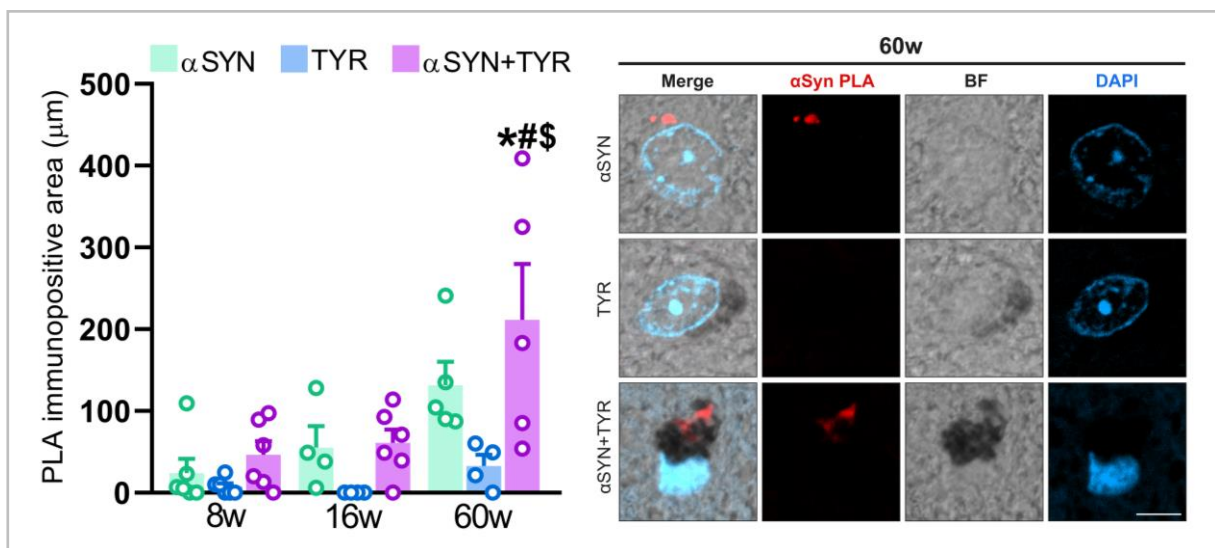 αSYN TYR αSYN+TYR
PLA immunopositive area (μm)
500
400
300
200
100
0
*#$
8w 16w 60w
60w
Merge αSyn PLA BF DAPI
αSYN
TYR
αSYN+TYR